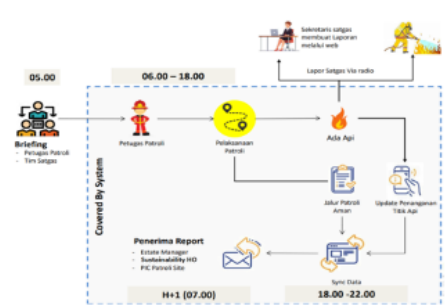 Sekretaris satgas
membuat Laporan
melalui web
05.00
06.00 – 18.00
Lapor Satgas Via radio
Briefing
- Petugas Patroli
- Tim Satgas
Petugas Patroli
Pelaksanaan
Patroli
Ada Api
Covered By System
Jalur Patroli
Aman
Update Penanganan
Titik Api
Penerima Report
- Estate Manager
- Sustainability HO
- PIC Patroli Site
Sync Data
H+1 (07.00)
18.00 -22.00